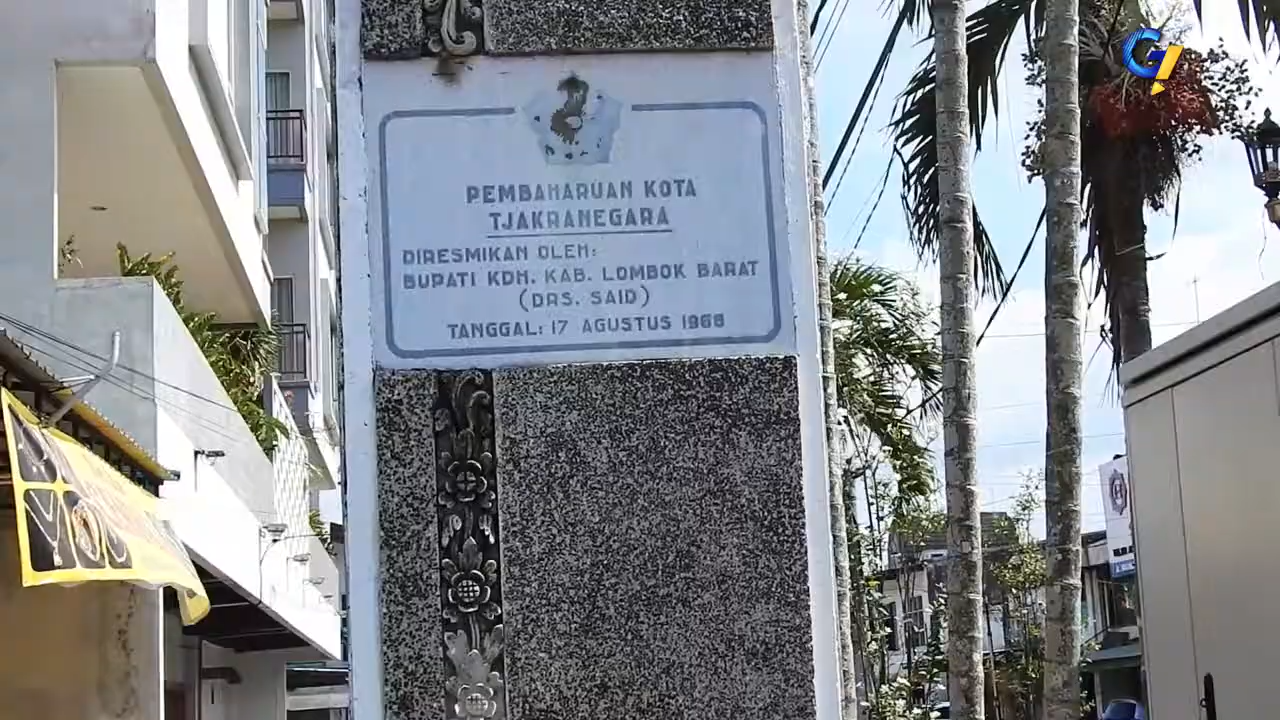 PEMBAHARUAN KOTA
TJAKRANEGARA
DIRESMIKAN OLEH:
BUPATI KDH. KAB. LOMBOK BARAT
(DRS. SAID)
TANGGAL: 17 AGUSTUS 1968